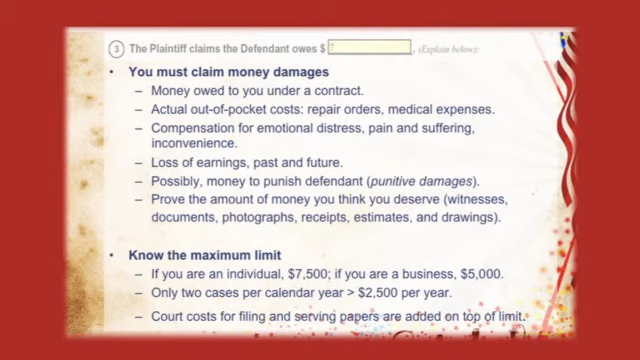 3 The Plaintiff claims the Defendant owes $ ? . (Explain below):
• You must claim money damages
– Money owed to you under a contract.
– Actual out-of-pocket costs: repair orders, medical expenses.
– Compensation for emotional distress, pain and suffering,
inconvenience.
– Loss of earnings, past and future.
– Possibly, money to punish defendant (punitive damages).
– Prove the amount of money you think you deserve (witnesses,
documents, photographs, receipts, estimates, and drawings).
• Know the maximum limit
– If you are an individual, $7,500; if you are a business, $5,000.
– Only two cases per calendar year > $2,500 per year.
– Court costs for filing and serving papers are added on top of limit.